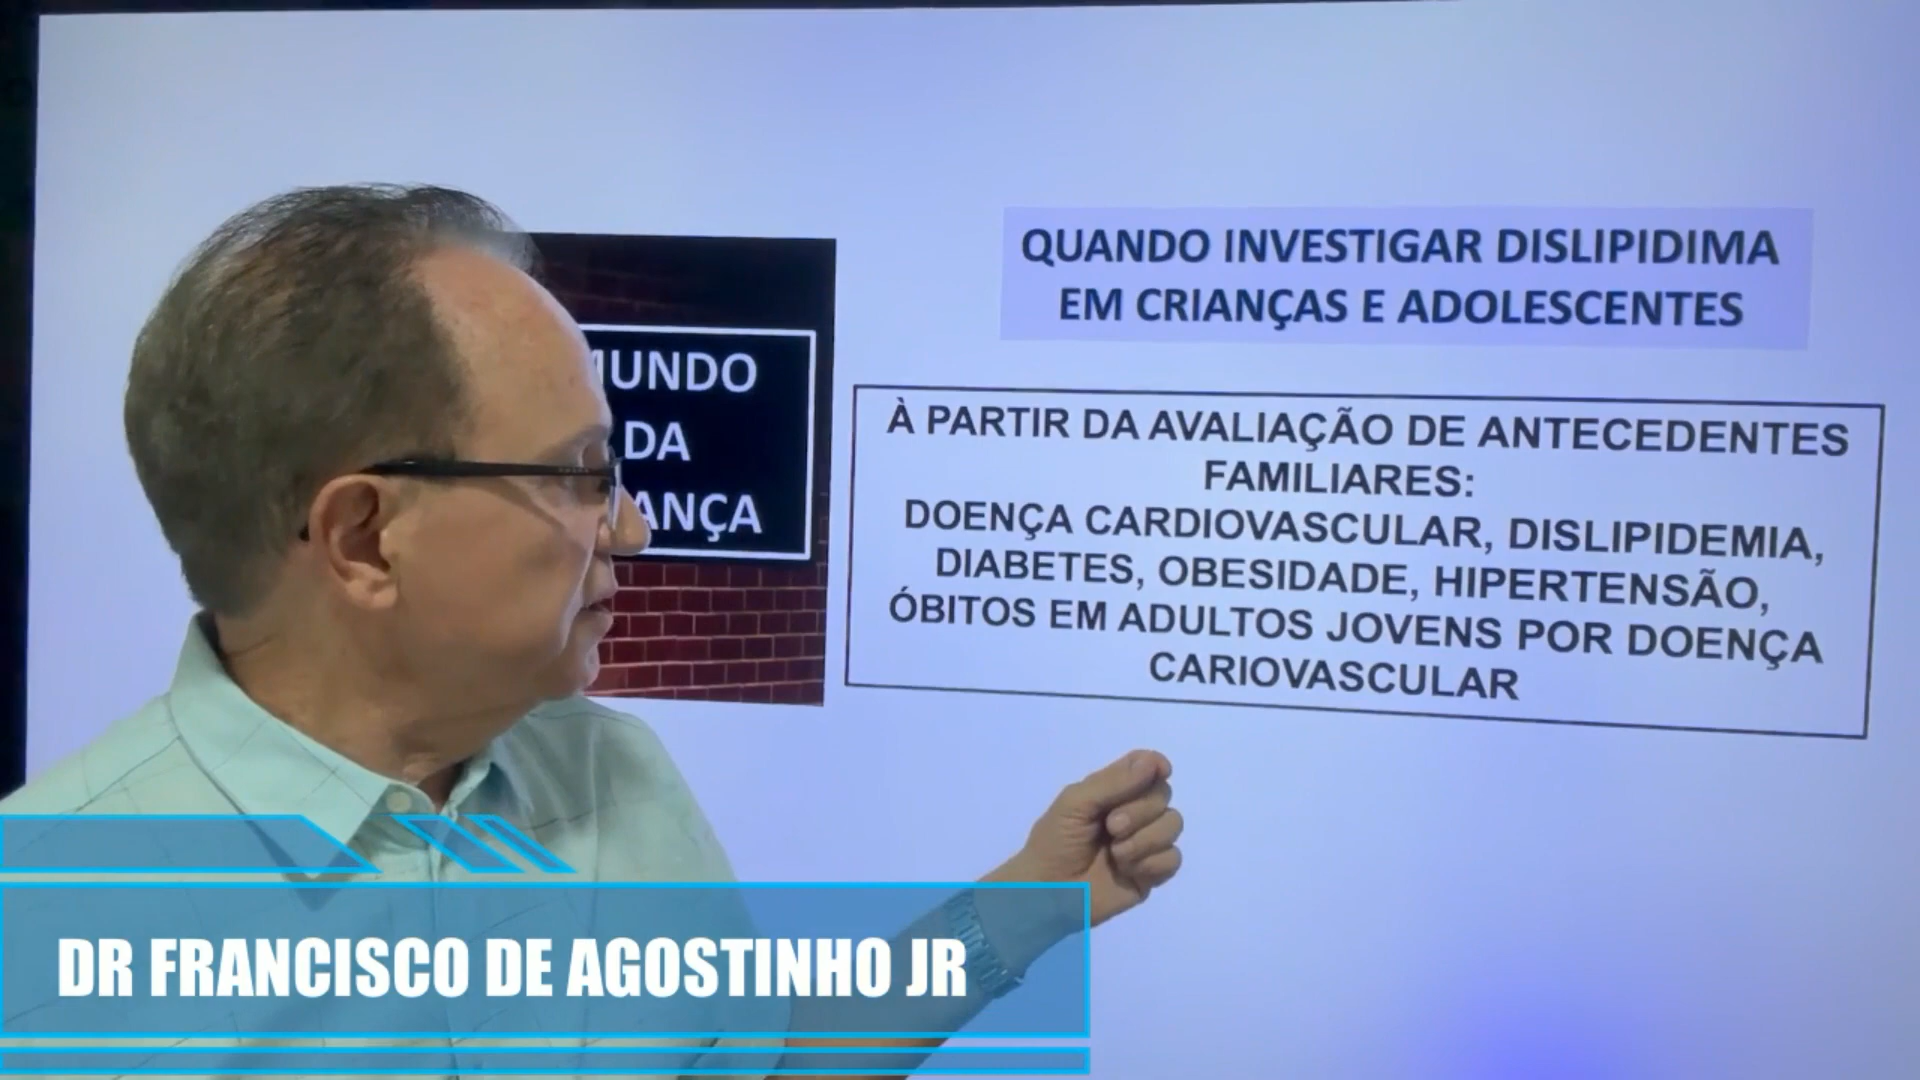 QUANDO INVESTIGAR DISLIPIDIMA
EM CRIANÇAS E ADOLESCENTES
MUNDO
DA
À PARTIR DA AVALIAÇÃO DE ANTECEDENTES
FAMILIARES:
DOENÇA CARDIOVASCULAR, DISLIPIDEMIA,
DIABETES, OBESIDADE, HIPERTENSÃO,
ÓBITOS EM ADULTOS JOVENS POR DOENÇA
CARIOVASCULAR
DR FRANCISCO DE AGOSTINHO JR